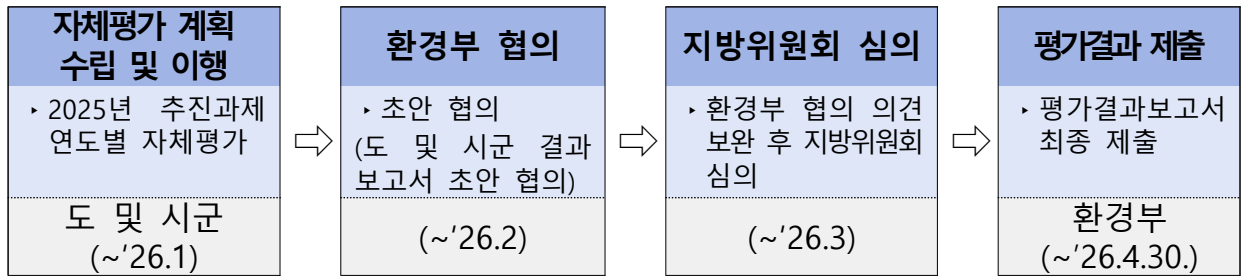 자체평가 계획
수립 및 이행
‣ 2025년 추진과제
연도별 자체평가
도 및 시군
(~'26.1)
환경부 협의
‣ 초안 협의
(도 및 시군 결과
보고서 초안 협의)
(~'26.2)
지방위원회 심의
‣ 환경부 협의 의견
보완 후 지방위원회
심의
(~'26.3)
평가결과 제출
‣ 평가결과보고서
최종 제출
환경부
(~'26.4.30.)